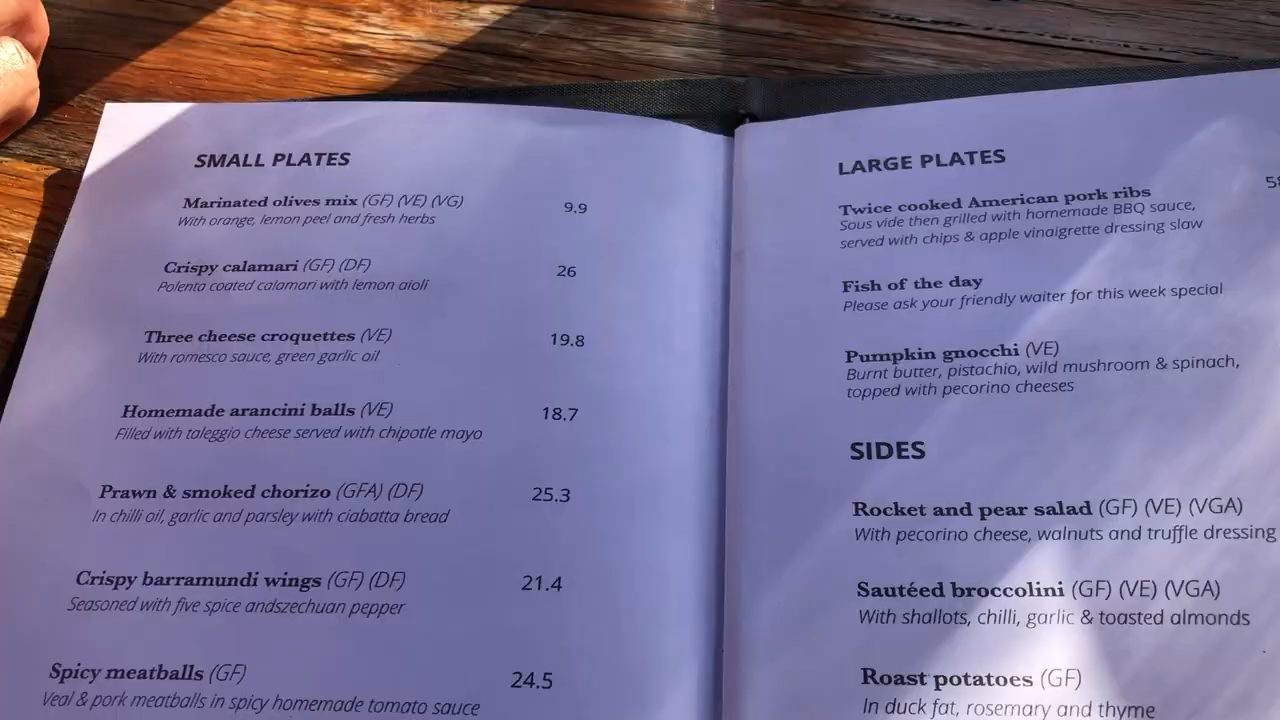 SMALL PLATES
Marinated olives mix (GF) (VE) (VG) 9.9
With orange, lemon peel and fresh herbs
Crispy calamari (GF) (DF) 26
Polenta coated calamari with lemon aioli
Three cheese croquettes (VE) 19.8
With romesco sauce, green garlic oil
Homemade arancini balls (VE) 18.7
Filled with taleggio cheese served with chipotle mayo
Prawn & smoked chorizo (GFA) (DF) 25.3
In chilli oil, garlic and parsley with ciabatta bread
Crispy barramundi wings (GF) (DF) 21.4
Seasoned with five spice andszechuan pepper
Spicy meatballs (GF) 24.5
Veal & pork meatballs in spicy homemade tomato sauce
LARGE PLATES
Twice cooked American pork ribs
Sous vide then grilled with homemade BBQ sauce,
served with chips & apple vinaigrette dressing slaw
Fish of the day
Please ask your friendly waiter for this week special
Pumpkin gnocchi (VE)
Burnt butter, pistachio, wild mushroom & spinach,
topped with pecorino cheeses
SIDES
Rocket and pear salad (GF) (VE) (VGA)
With pecorino cheese, walnuts and truffle dressing
Sautéed broccolini (GF) (VE) (VGA)
With shallots, chilli, garlic & toasted almonds
Roast potatoes (GF)
In duck fat, rosemary and thyme